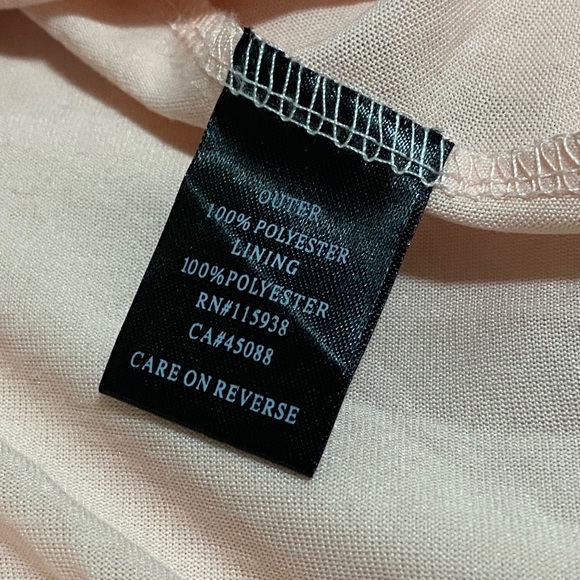 OUTER
100% POLYESTER
LINING
100%POLYESTER
RN#115938
CA#45088
CARE ON REVERSE